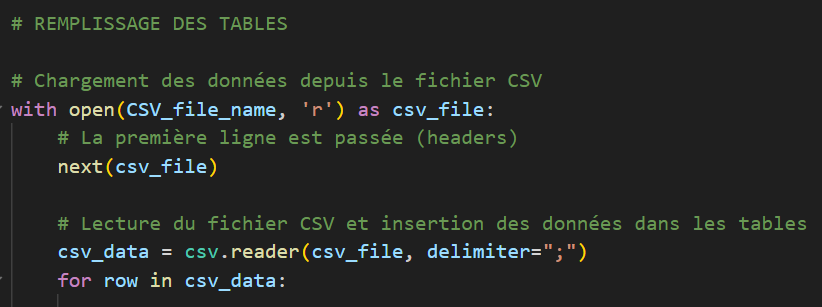 # REMPLISSAGE DES TABLES
# Chargement des données depuis le fichier CSV
with open(CSV_file_name, 'r') as csv_file:
# La première ligne est passée (headers)
next(csv_file)
# Lecture du fichier CSV et insertion des données dans les tables
csv_data = csv.reader(csv_file, delimiter=";")
for row in csv_data: